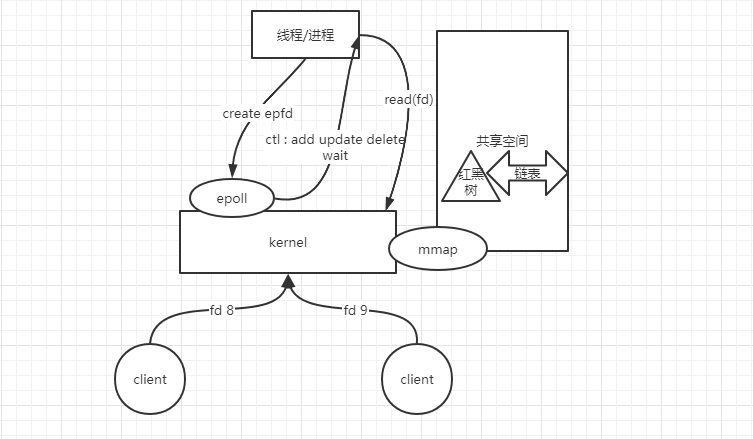 线程/进程
create epfd
read(fd)
ctl : add update delete
wait
共享空间
红黑
树
链表
epoll
kernel
mmap
fd 8
fd 9
client
client